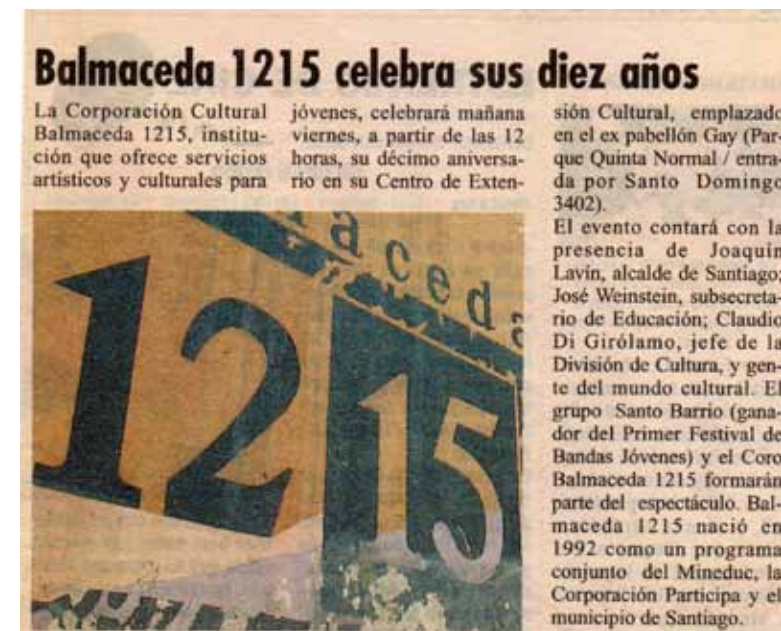 Balmaceda 1215 celebra sus diez años
La Corporación Cultural
Balmaceda 1215, institu-
ción que ofrece servicios
artísticos y culturales para
jóvenes, celebrará mañana
viernes, a partir de las 12
horas, su décimo aniversa-
rio en su Centro de Exten-
sión Cultural, emplazado
en el ex pabellón Gay (Par-
que Quinta Normal / entra-
da por Santo Domingo
3402).
El evento contará con la
presencia de Joaquín
Lavín, alcalde de Santiago;
José Weinstein, subsecreta-
rio de Educación; Claudio
Di Girólamo, jefe de la
División de Cultura, y gen-
te del mundo cultural. El
grupo Santo Barrio (gana-
dor del Primer Festival de
Bandas Jóvenes) y el Coro
Balmaceda 1215 formarán
parte del espectáculo. Bal-
maceda 1215 nació en
1992 como un programa
conjunto del Mineduc, la
Corporación Participa y el
municipio de Santiago.
aceda
12 15